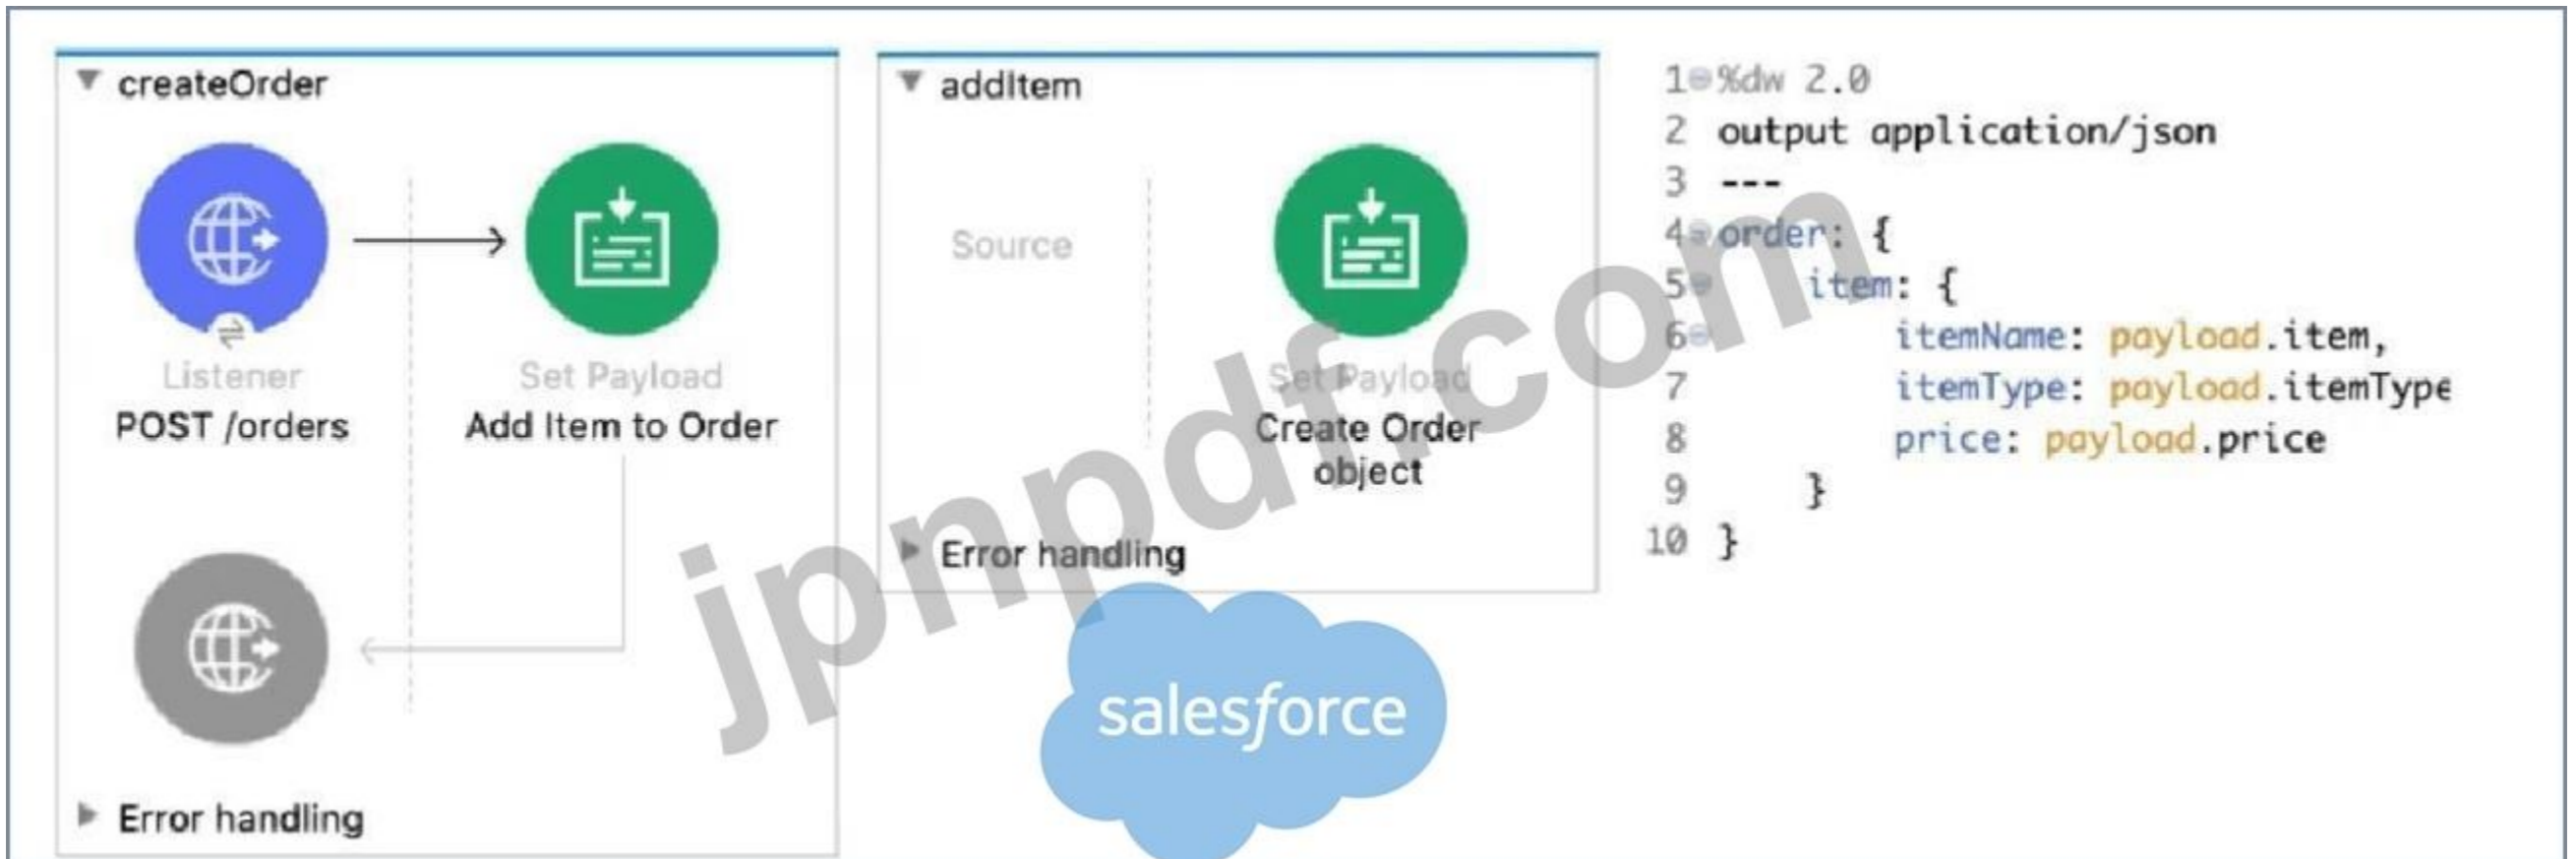 createOrder
Listener
POST /orders
Set Payload
Add Item to Order
Error handling
addItem
Source
Set Payload
Create Order
object
Error handling
1 %dw 2.0
2 output application/json
3 ---
4 order: {
5 item: {
6 itemName: payload.item,
7 itemType: payload.itemType
8 price: payload.price
9 }
10 }
jpnpdf.com
salesforce